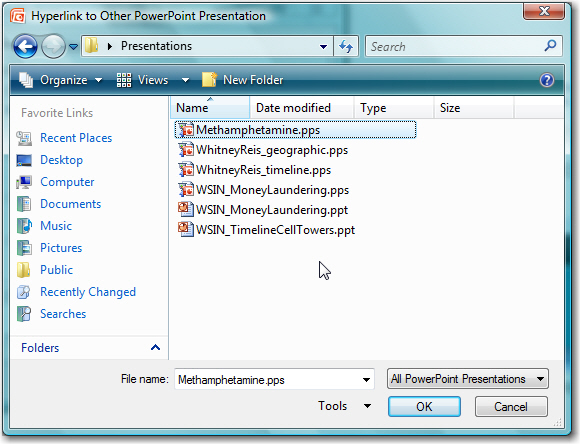 Hyperlink to Other PowerPoint Presentation
Presentations Search
Organize Views New Folder ?
Favorite Links Name Date modified Type Size
Recent Places Methamphetamine.pps
Desktop WhitneyReis_geographic.pps
Computer WhitneyReis_timeline.pps
Documents WSIN_MoneyLaundering.pps
Music WSIN_MoneyLaundering.ppt
Pictures WSIN_TimelineCellTowers.ppt
Public
Recently Changed
Searches
Folders
File name: Methamphetamine.pps All PowerPoint Presentations
Tools OK Cancel